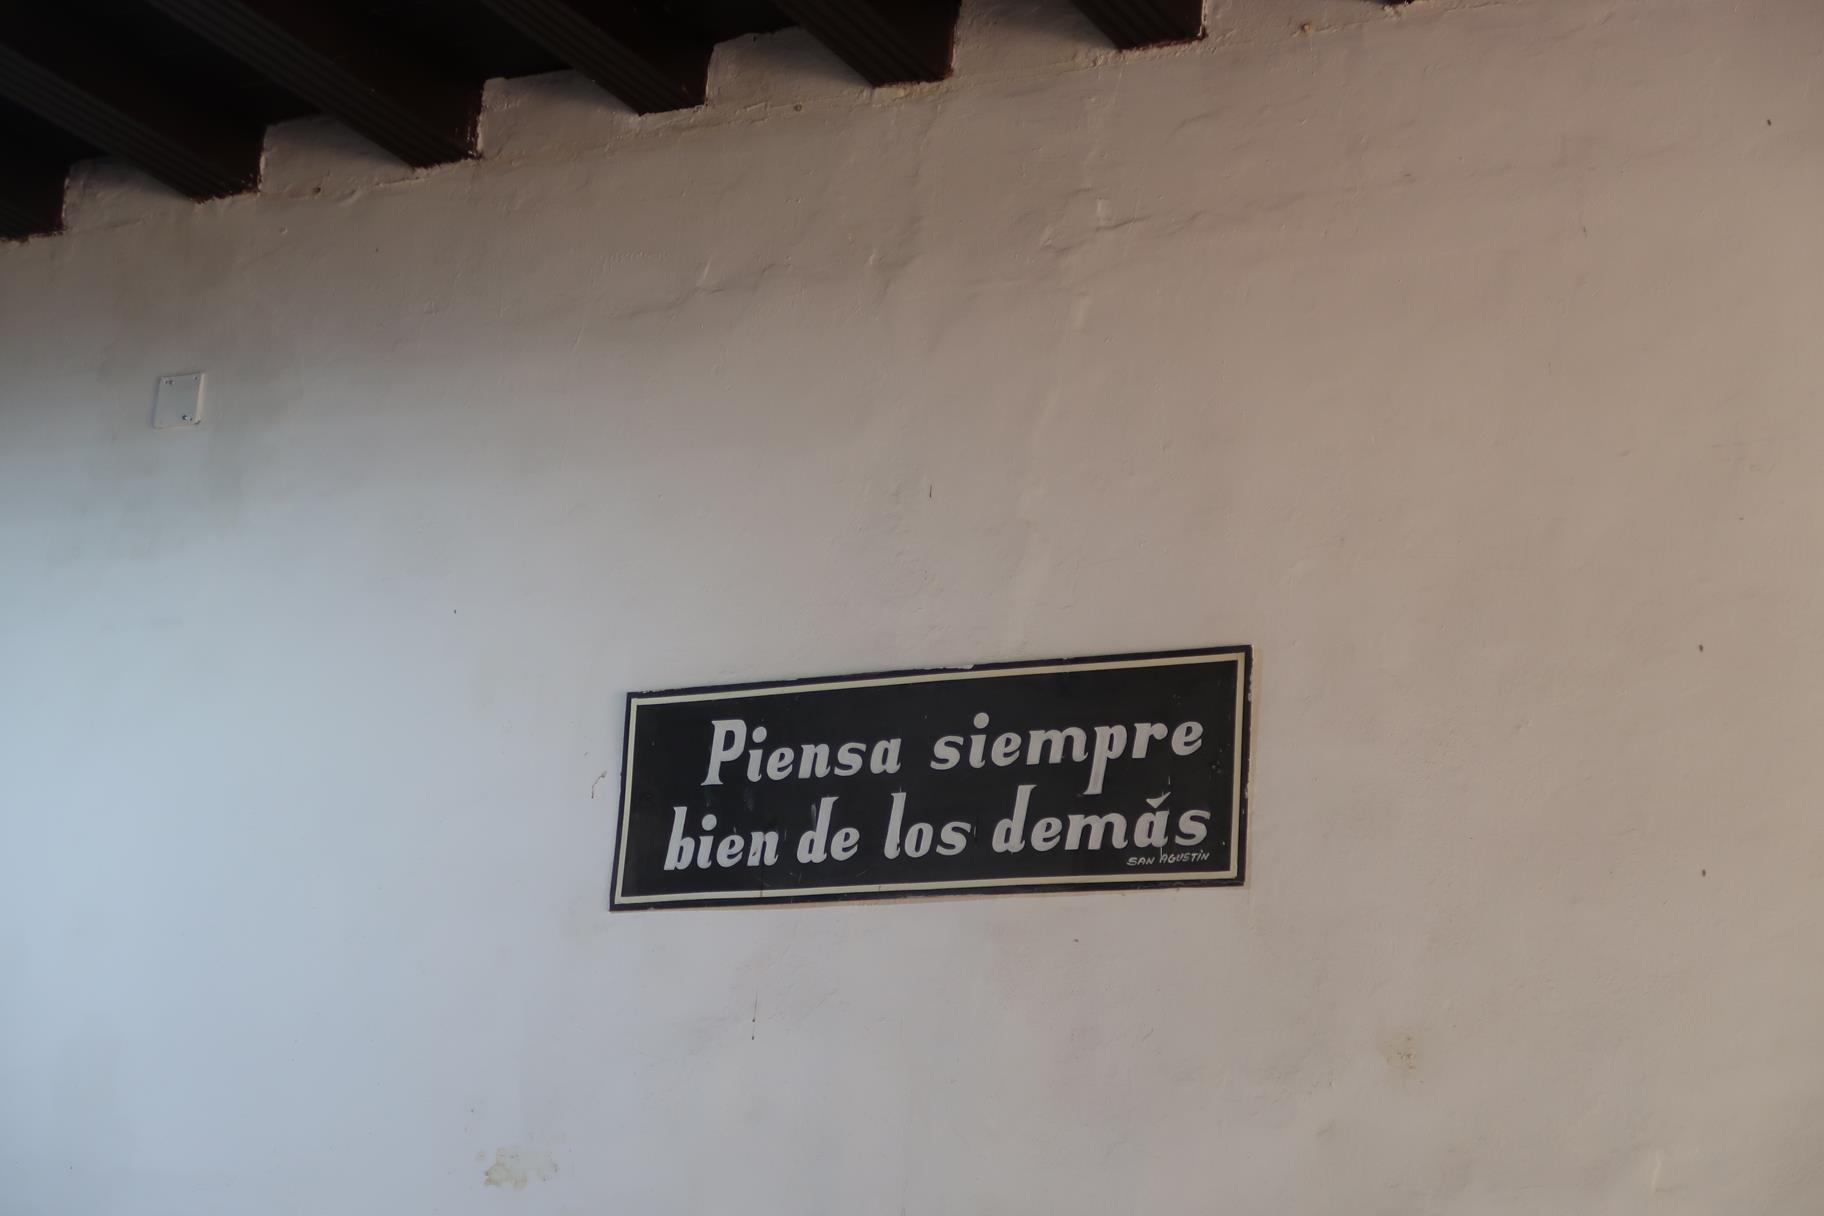 Piensa siempre
bien de los demás
SAN AGUSTÍN